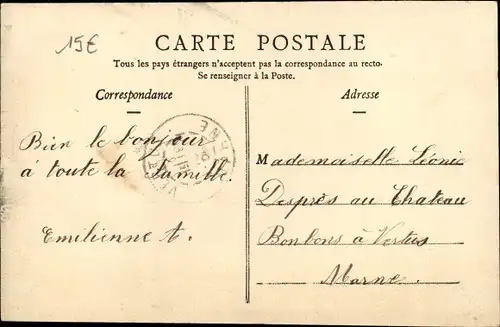 15€
CARTE POSTALE
Tous les pays étrangers n'acceptent pas la correspondance au recto.
Se renseigner à la Poste.
Correspondance
Adresse
Bien le bonjour
à toute la famille.
Emilienne A.
Mademoiselle Léonie
Desprès au Chateau
Bonbons à Vertus
Marne.